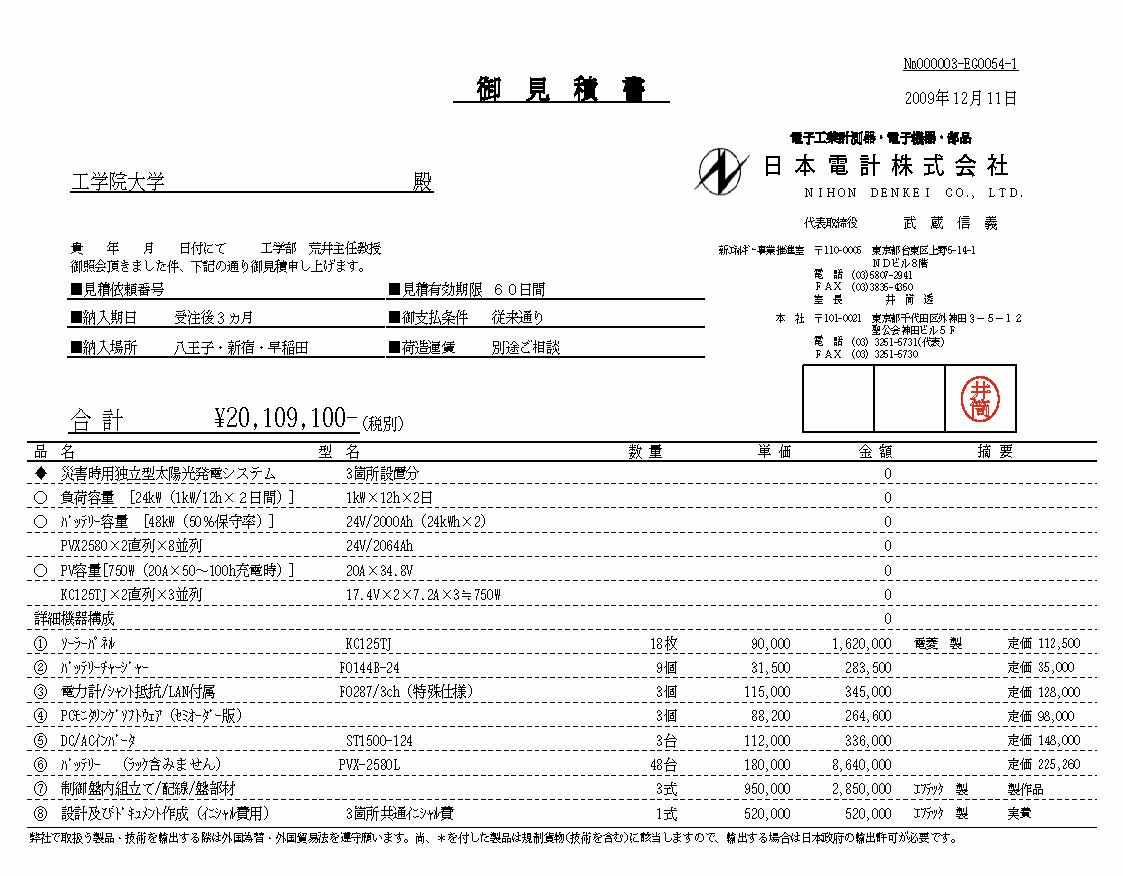 №000003-EG0054-1
御見積書
2009年12月11日
電子工業計測器・電子機器・部品
日本電計株式会社
NIHON DENKEI CO., LTD.
工学院大学 殿
代表取締役 武蔵信義
貴 年 月 日付にて 工学部 荒井主任教授
御照会頂きました件、下記の通り御見積申し上げます。
新ｴﾈﾙｷﾞｰ事業推進室 〒110-0005 東京都台東区上野5-14-1
NDビル8階
電話 (03)5807-2941
FAX (03)3836-4350
室長 井筒透
■見積依頼番号 ■見積有効期限 60日間
■納入期日 受注後3ヵ月 ■御支払条件 従来通り
■納入場所 八王子・新宿・早稲田 ■荷造運賃 別途ご相談
本社 〒101-0021 東京都千代田区外神田3-5-12
聖公会神田ビル5F
電話 (03) 3251-5731(代表)
FAX (03) 3251-5730
井筒
合計 ¥20,109,100-(税別)
品名 型名 数量 単価 金額 摘要
◆ 災害時用独立型太陽光発電システム 3箇所設置分 0
○ 負荷容量 [24kW (1kW/12h×2日間)] 1kW×12h×2日 0
○ ﾊﾞｯﾃﾘｰ容量 [48kW (50%保守率)] 24V/2000Ah (24kWh×2) 0
PVX2580×2直列×8並列 24V/2064Ah 0
○ PV容量[750W (20A×50～100h充電時)] 20A×34.8V 0
KC125TJ×2直列×3並列 17.4V×2×7.2A×3≒750W 0
詳細機器構成 0
① ｿｰﾗｰﾊﾟﾈﾙ KC125TJ 18枚 90,000 1,620,000 電菱 製 定価 112,500
② ﾊﾞｯﾃﾘｰﾁｬｰｼﾞｬｰ F0144B-24 9個 31,500 283,500 定価 35,000
③ 電力計/ｼｬﾝﾄ抵抗/LAN付属 F0287/3ch (特殊仕様) 3個 115,000 345,000 定価 128,000
④ PCﾓﾆﾀﾘﾝｸﾞｿﾌﾄｳｪｱ (ｾﾐｵｰﾀﾞｰ版) 3個 88,200 264,600 定価 98,000
⑤ DC/ACｲﾝﾊﾞｰﾀ ST1500-124 3台 112,000 336,000 定価 148,000
⑥ ﾊﾞｯﾃﾘｰ (ﾗｯｸ含みません) PVX-2580L 48台 180,000 8,640,000 定価 225,260
⑦ 制御盤内組立て/配線/盤部材 3式 950,000 2,850,000 ｴﾌﾃｯｸ 製 製作品
⑧ 設計及びﾄﾞｷｭﾒﾝﾄ作成 (ｲﾆｼｬﾙ費用) 3箇所共通ｲﾆｼｬﾙ費 1式 520,000 520,000 ｴﾌﾃｯｸ 製 実費
弊社で取扱う製品・技術を輸出する際は外国為替・外国貿易法を遵守願います。尚、＊を付した製品は規制貨物(技術を含む)に該当しますので、輸出する場合は日本政府の輸出許可が必要です。